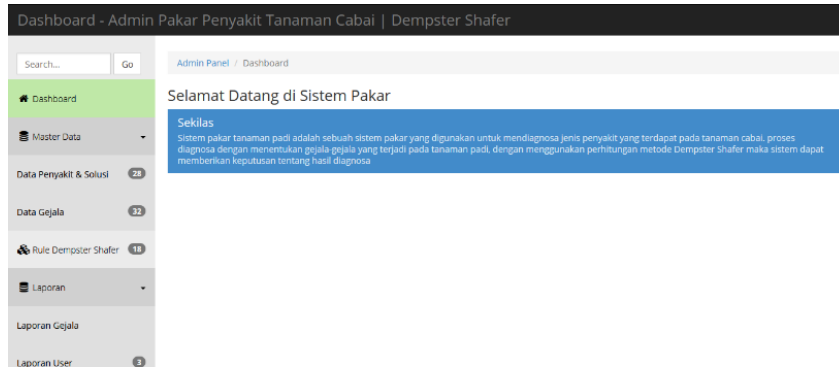 Dashboard - Admin Pakar Penyakit Tanaman Cabai | Dempster Shafer
Search... Go
Admin Panel / Dashboard
Dashboard
Selamat Datang di Sistem Pakar
Sekilas
Sistem pakar tanaman padi adalah sebuah sistem pakar yang digunakan untuk mendiagnosa jenis penyakit yang terdapat pada tanaman cabai. proses
diagnosa dengan menentukan gejala-gejala yang terjadi pada tanaman padi, dengan menggunakan perhitungan metode Dempster Shafer maka sistem dapat
memberikan keputusan tentang hasil diagnosa
Master Data
Data Penyakit & Solusi 28
Data Gejala 32
Rule Dempster Shafer 18
Laporan
Laporan Gejala
Laporan User 3